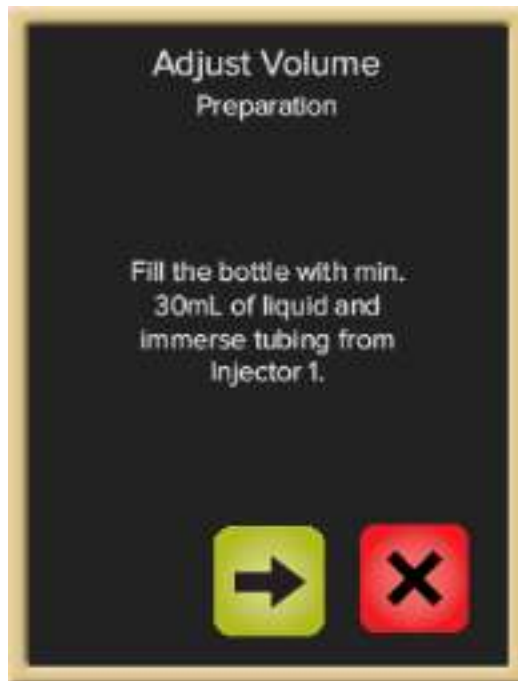 Adjust Volume
Preparation
Fill the bottle with min.
30mL of liquid and
immerse tubing from
Injector 1.